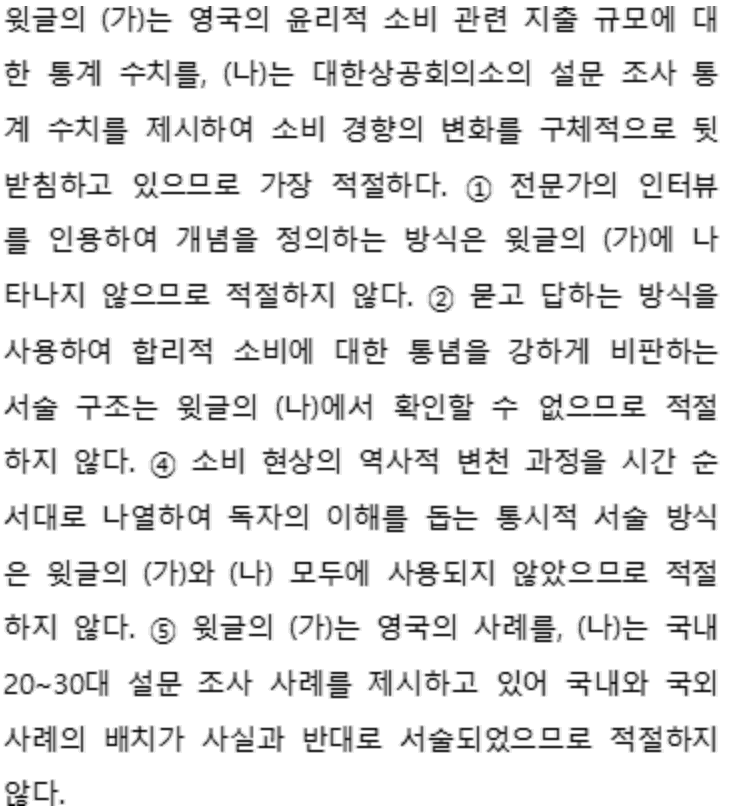 윗글의 (가)는 영국의 윤리적 소비 관련 지출 규모에 대
한 통계 수치를, (나)는 대한상공회의소의 설문 조사 통
계 수치를 제시하여 소비 경향의 변화를 구체적으로 뒷
받침하고 있으므로 가장 적절하다. ① 전문가의 인터뷰
를 인용하여 개념을 정의하는 방식은 윗글의 (가)에 나
타나지 않으므로 적절하지 않다. ② 묻고 답하는 방식을
사용하여 합리적 소비에 대한 통념을 강하게 비판하는
서술 구조는 윗글의 (나)에서 확인할 수 없으므로 적절
하지 않다. ④ 소비 현상의 역사적 변천 과정을 시간 순
서대로 나열하여 독자의 이해를 돕는 통시적 서술 방식
은 윗글의 (가)와 (나) 모두에 사용되지 않았으므로 적절
하지 않다. ⑤ 윗글의 (가)는 영국의 사례를, (나)는 국내
20~30대 설문 조사 사례를 제시하고 있어 국내와 국외
사례의 배치가 사실과 반대로 서술되었으므로 적절하지
않다.